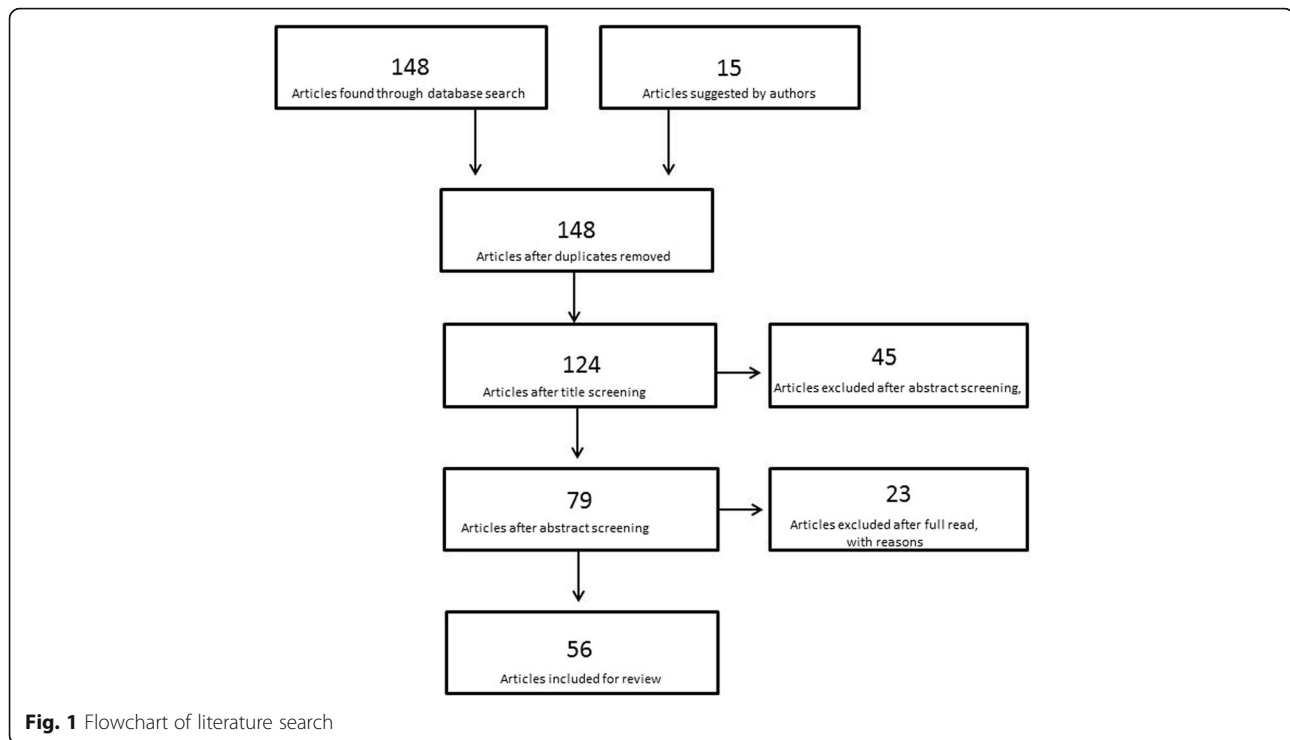 148
Articles found through database search
15
Articles suggested by authors
148
Articles after duplicates removed
124
Articles after title screening
45
Articles excluded after abstract screening,
79
Articles after abstract screening
23
Articles excluded after full read,
with reasons
56
Articles included for review
Fig. 1 Flowchart of literature search